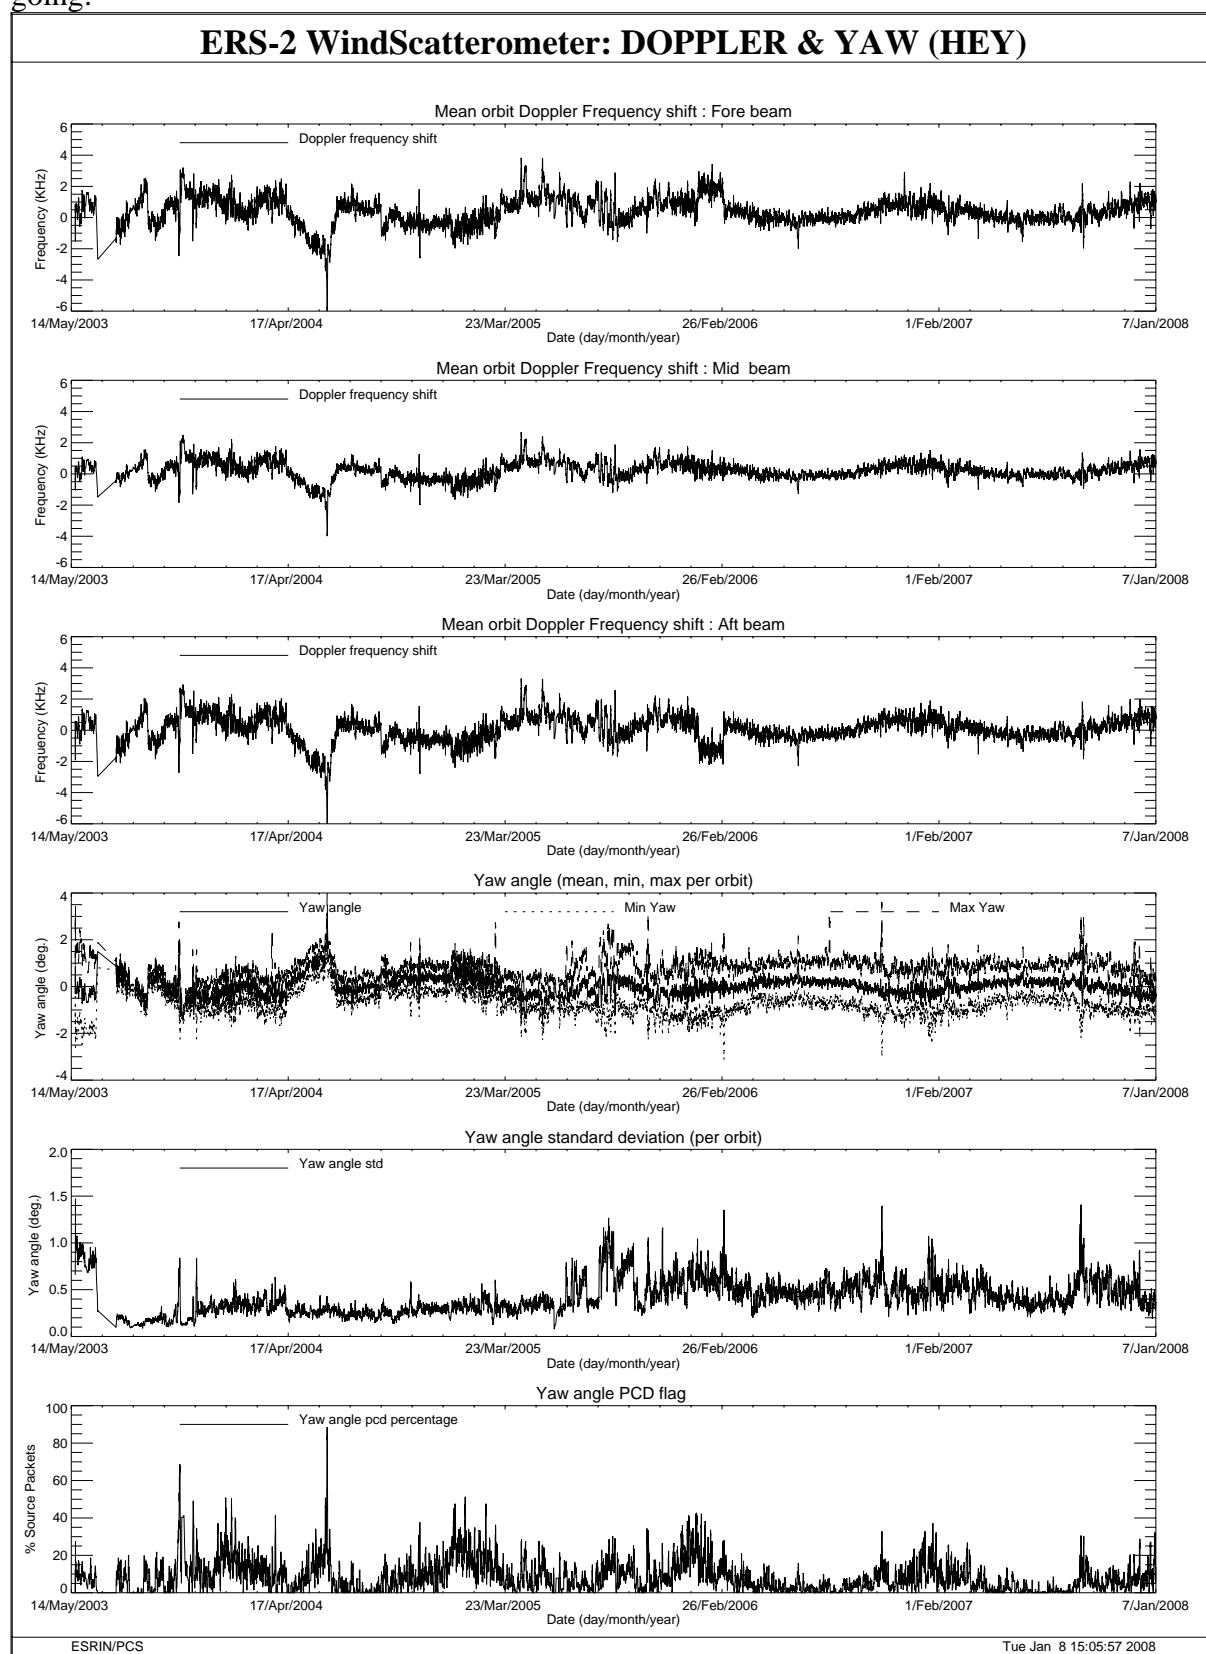 going.
ERS-2 WindScatterometer: DOPPLER & YAW (HEY)
Mean orbit Doppler Frequency shift : Fore beam
Doppler frequency shift
Frequency (KHz)
6
4
2
0
-2
-4
-6
14/May/2003 17/Apr/2004 23/Mar/2005 26/Feb/2006 1/Feb/2007 7/Jan/2008
Date (day/month/year)
Mean orbit Doppler Frequency shift : Mid beam
Doppler frequency shift
Frequency (KHz)
6
4
2
0
-2
-4
-6
14/May/2003 17/Apr/2004 23/Mar/2005 26/Feb/2006 1/Feb/2007 7/Jan/2008
Date (day/month/year)
Mean orbit Doppler Frequency shift : Aft beam
Doppler frequency shift
Frequency (KHz)
6
4
2
0
-2
-4
-6
14/May/2003 17/Apr/2004 23/Mar/2005 26/Feb/2006 1/Feb/2007 7/Jan/2008
Date (day/month/year)
Yaw angle (mean, min, max per orbit)
Yaw angle Min Yaw Max Yaw
Yaw angle (deg.)
4
2
0
-2
-4
14/May/2003 17/Apr/2004 23/Mar/2005 26/Feb/2006 1/Feb/2007 7/Jan/2008
Date (day/month/year)
Yaw angle standard deviation (per orbit)
Yaw angle std
Yaw angle (deg.)
2.0
1.5
1.0
0.5
0.0
14/May/2003 17/Apr/2004 23/Mar/2005 26/Feb/2006 1/Feb/2007 7/Jan/2008
Date (day/month/year)
Yaw angle PCD flag
Yaw angle pcd percentage
% Source Packets
100
80
60
40
20
0
14/May/2003 17/Apr/2004 23/Mar/2005 26/Feb/2006 1/Feb/2007 7/Jan/2008
Date (day/month/year)
ESRIN/PCS Tue Jan 8 15:05:57 2008